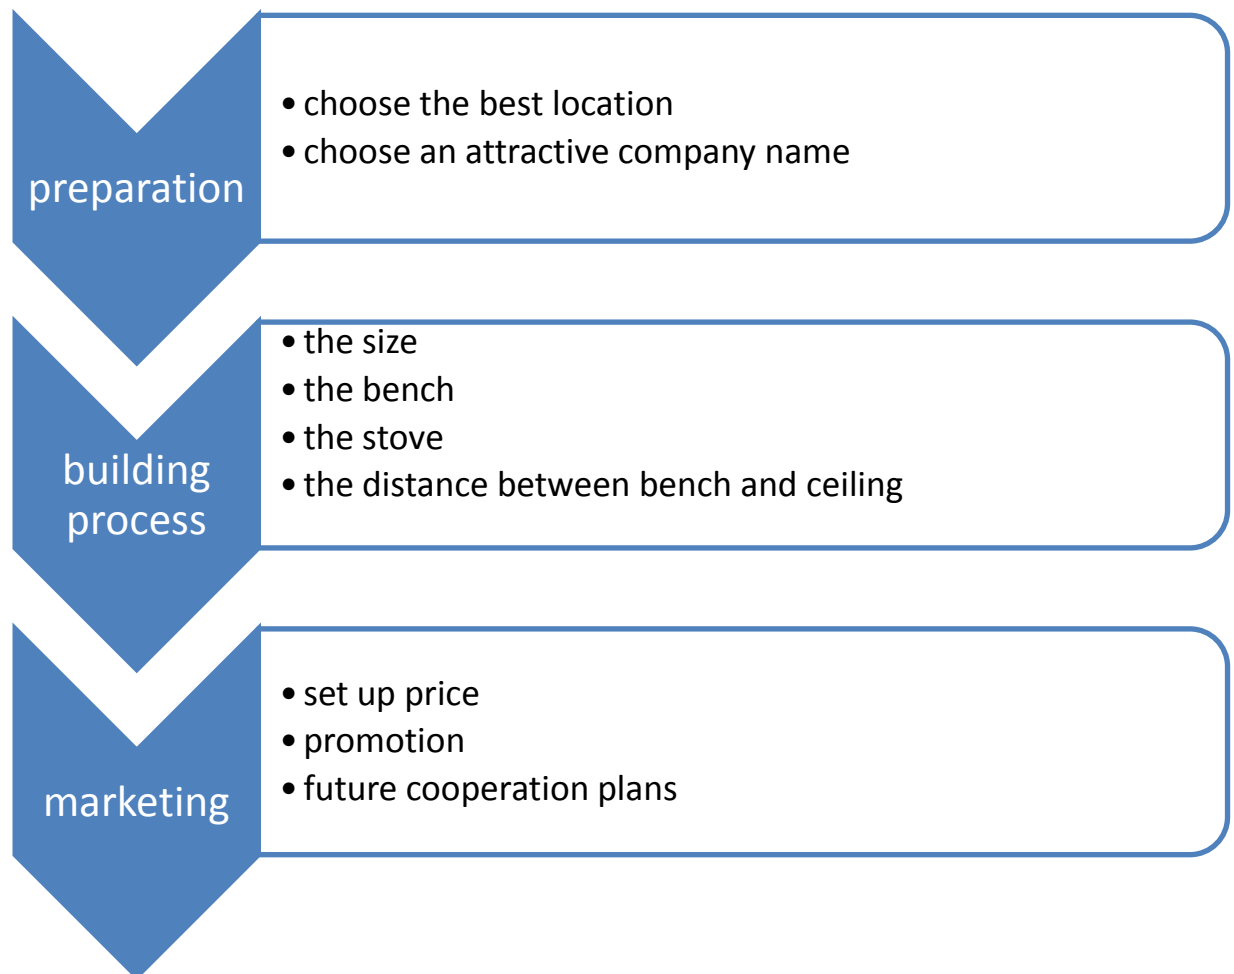 preparation
• choose the best location
• choose an attractive company name
building
process
• the size
• the bench
• the stove
• the distance between bench and ceiling
marketing
• set up price
• promotion
• future cooperation plans